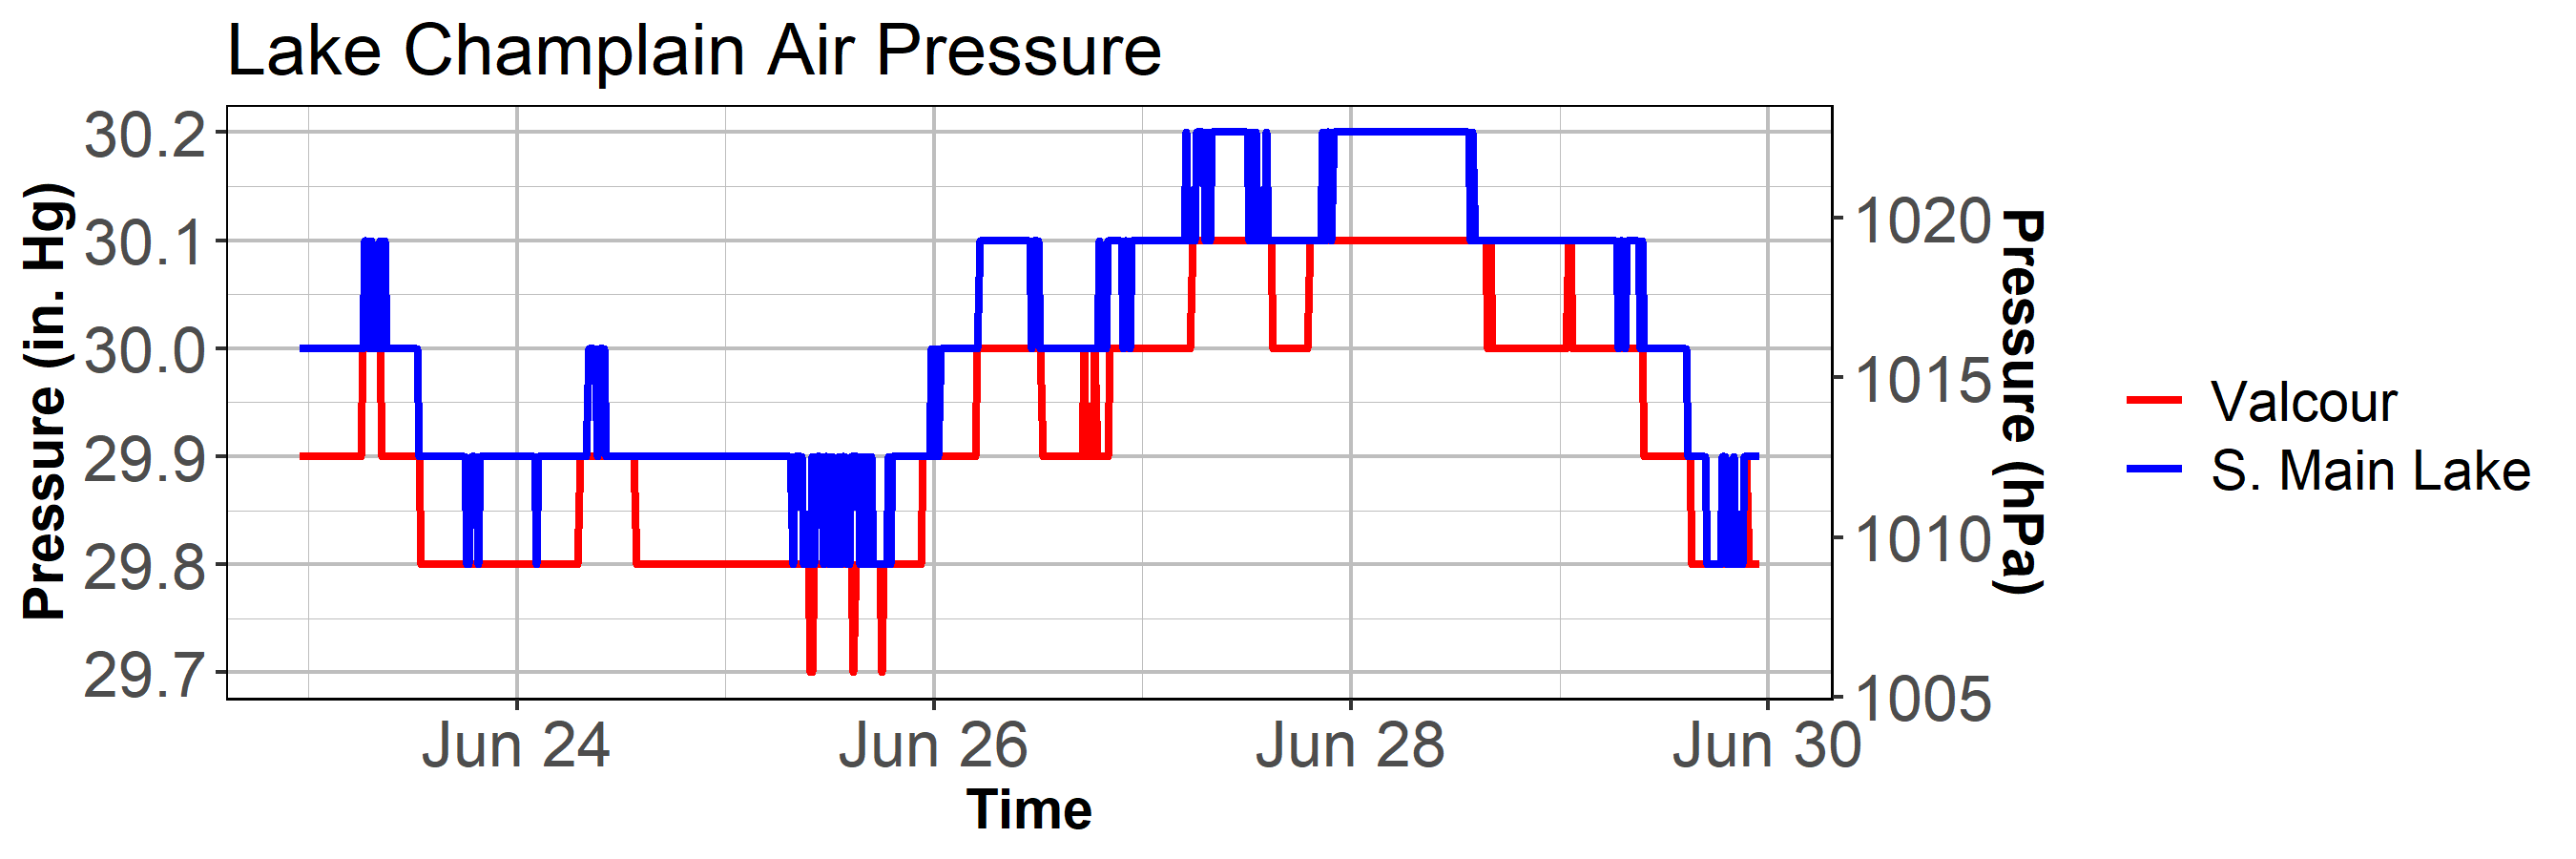 Lake Champlain Air Pressure
Pressure (in. Hg)
30.2
30.1
30.0
29.9
29.8
29.7
1020
1015
1010
1005
Pressure (hPa)
Jun 24
Jun 26
Jun 28
Jun 30
Time
Valcour
S. Main Lake